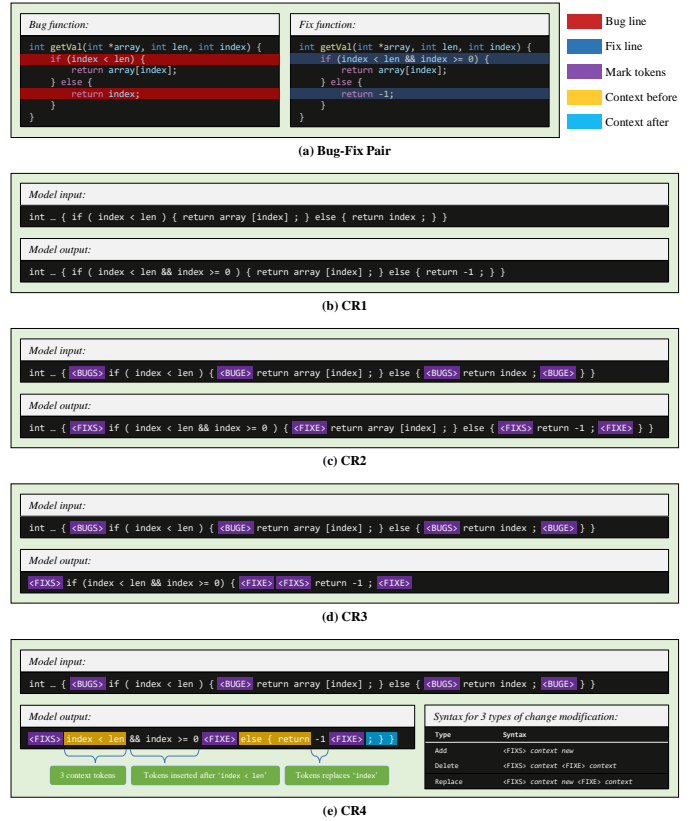 Bug function:
int getVal(int *array, int len, int index) {
if (index < len) {
return array[index];
} else {
return index;
}
}
Fix function:
int getVal(int *array, int len, int index) {
if (index < len && index >= 0) {
return array[index];
} else {
return -1;
}
}
Bug line
Fix line
Mark tokens
Context before
Context after
(a) Bug-Fix Pair
Model input:
int … { if ( index < len ) { return array [index] ; } else { return index ; } }
Model output:
int … { if ( index < len && index >= 0 ) { return array [index] ; } else { return -1 ; } }
(b) CR1
Model input:
int … { <BUGS> if ( index < len ) { <BUGE> return array [index] ; } else { <BUGS> return index ; <BUGE> } }
Model output:
int … { <FIXS> if ( index < len && index >= 0 ) { <FIXE> return array [index] ; } else { <FIXS> return -1 ; <FIXE> } }
(c) CR2
Model input:
int … { <BUGS> if ( index < len ) { <BUGE> return array [index] ; } else { <BUGS> return index ; <BUGE> } }
Model output:
<FIXS> if (index < len && index >= 0) { <FIXE> <FIXS> return -1 ; <FIXE>
(d) CR3
Model input:
int … { <BUGS> if ( index < len ) { <BUGE> return array [index] ; } else { <BUGS> return index ; <BUGE> } }
Model output:
<FIXS> index < len && index >= 0 <FIXE> else { return -1 <FIXE> ; } }
3 context tokens
Tokens inserted after 'index < len'
Tokens replaces 'index'
Syntax for 3 types of change modification:
Type Syntax
Add <FIXS> context new
Delete <FIXS> context <FIXE> context
Replace <FIXS> context new <FIXE> context
(e) CR4